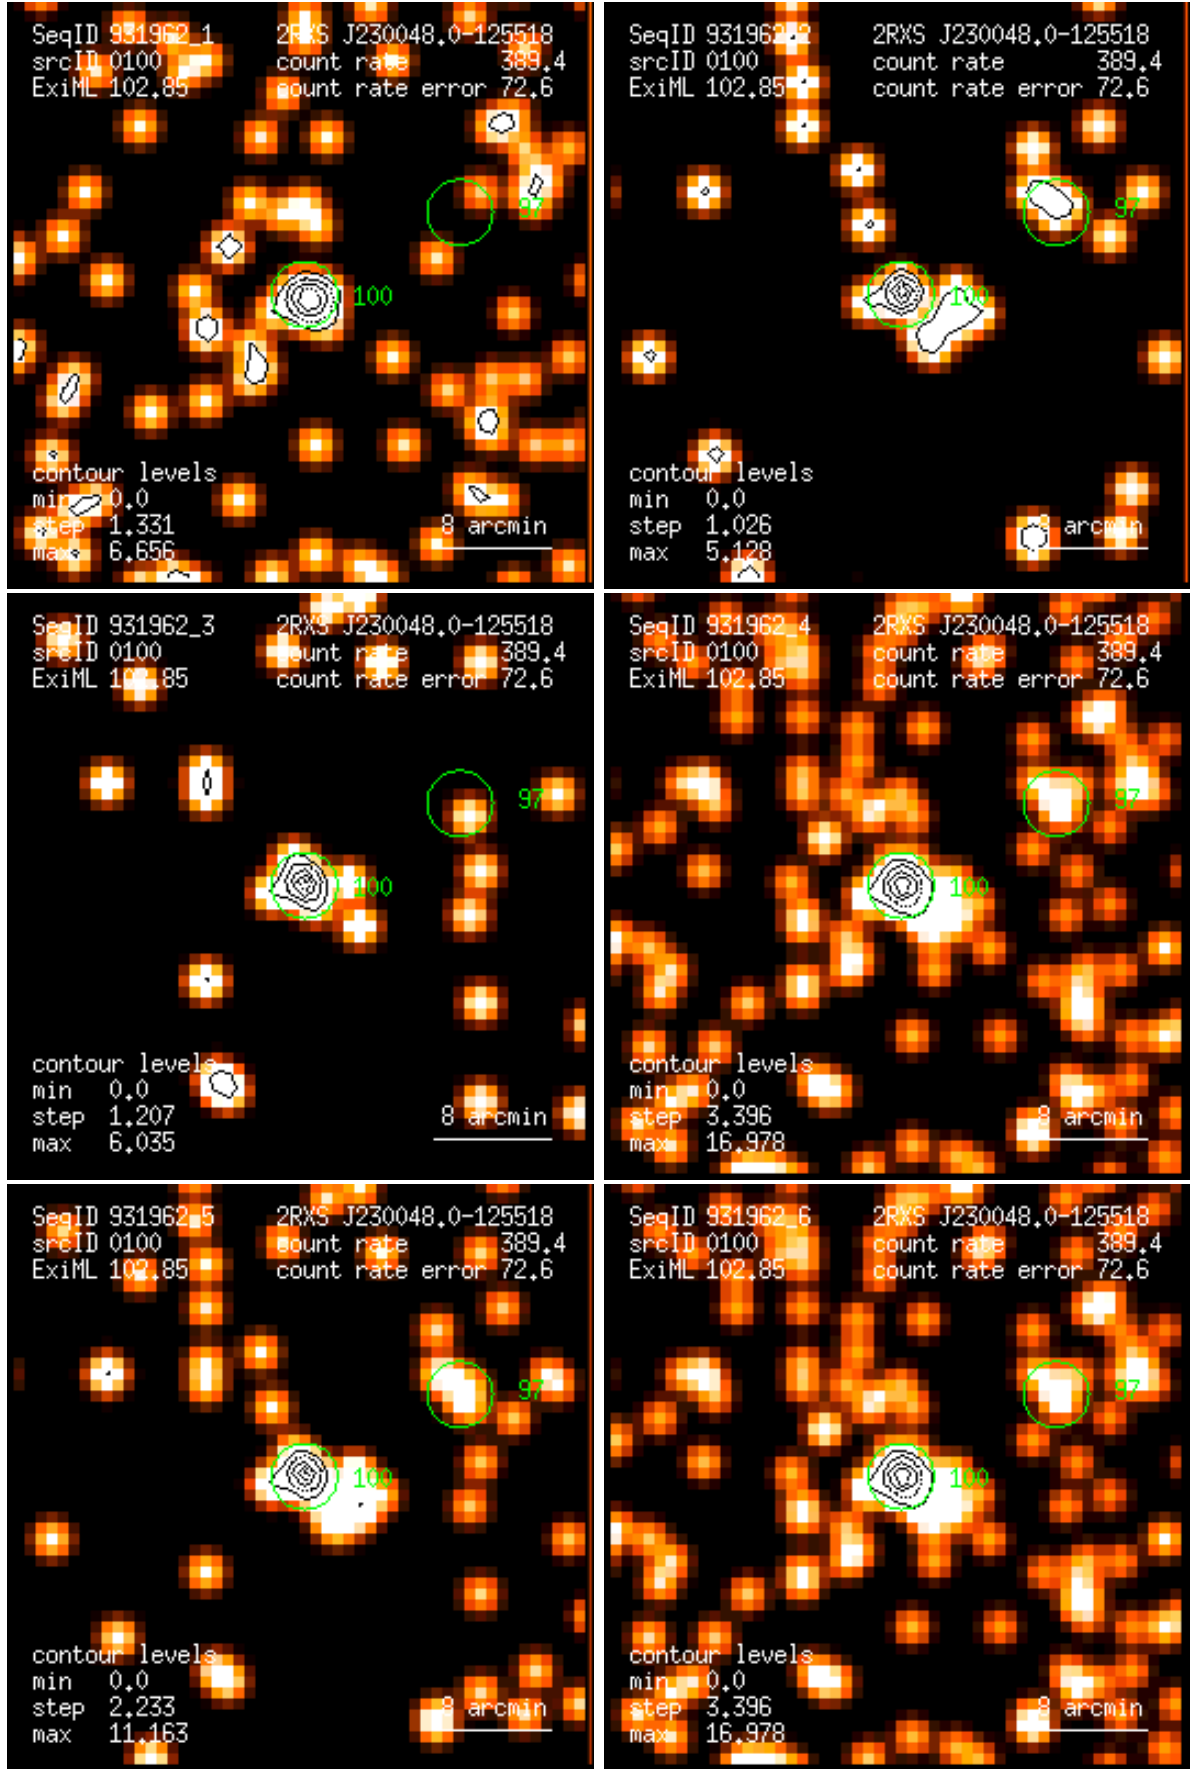 SeqID 931962_1 2RXS J230048.0-125518
srcID 0100 count rate 389.4
ExiML 102.85 count rate error 72.6
97
100
contour levels
min 0.0
step 1.331
max 6.656
8 arcmin
SeqID 931962_2 2RXS J230048.0-125518
srcID 0100 count rate 389.4
ExiML 102.85 count rate error 72.6
97
100
contour levels
min 0.0
step 1.026
max 5.128
8 arcmin
SeqID 931962_3 2RXS J230048.0-125518
srcID 0100 count rate 389.4
ExiML 102.85 count rate error 72.6
97
100
contour levels
min 0.0
step 1.207
max 6.035
8 arcmin
SeqID 931962_4 2RXS J230048.0-125518
srcID 0100 count rate 389.4
ExiML 102.85 count rate error 72.6
97
100
contour levels
min 0.0
step 3.396
max 16.978
8 arcmin
SeqID 931962_5 2RXS J230048.0-125518
srcID 0100 count rate 389.4
ExiML 102.85 count rate error 72.6
97
100
contour levels
min 0.0
step 2.233
max 11.163
8 arcmin
SeqID 931962_6 2RXS J230048.0-125518
srcID 0100 count rate 389.4
ExiML 102.85 count rate error 72.6
97
100
contour levels
min 0.0
step 3.396
max 16.978
8 arcmin